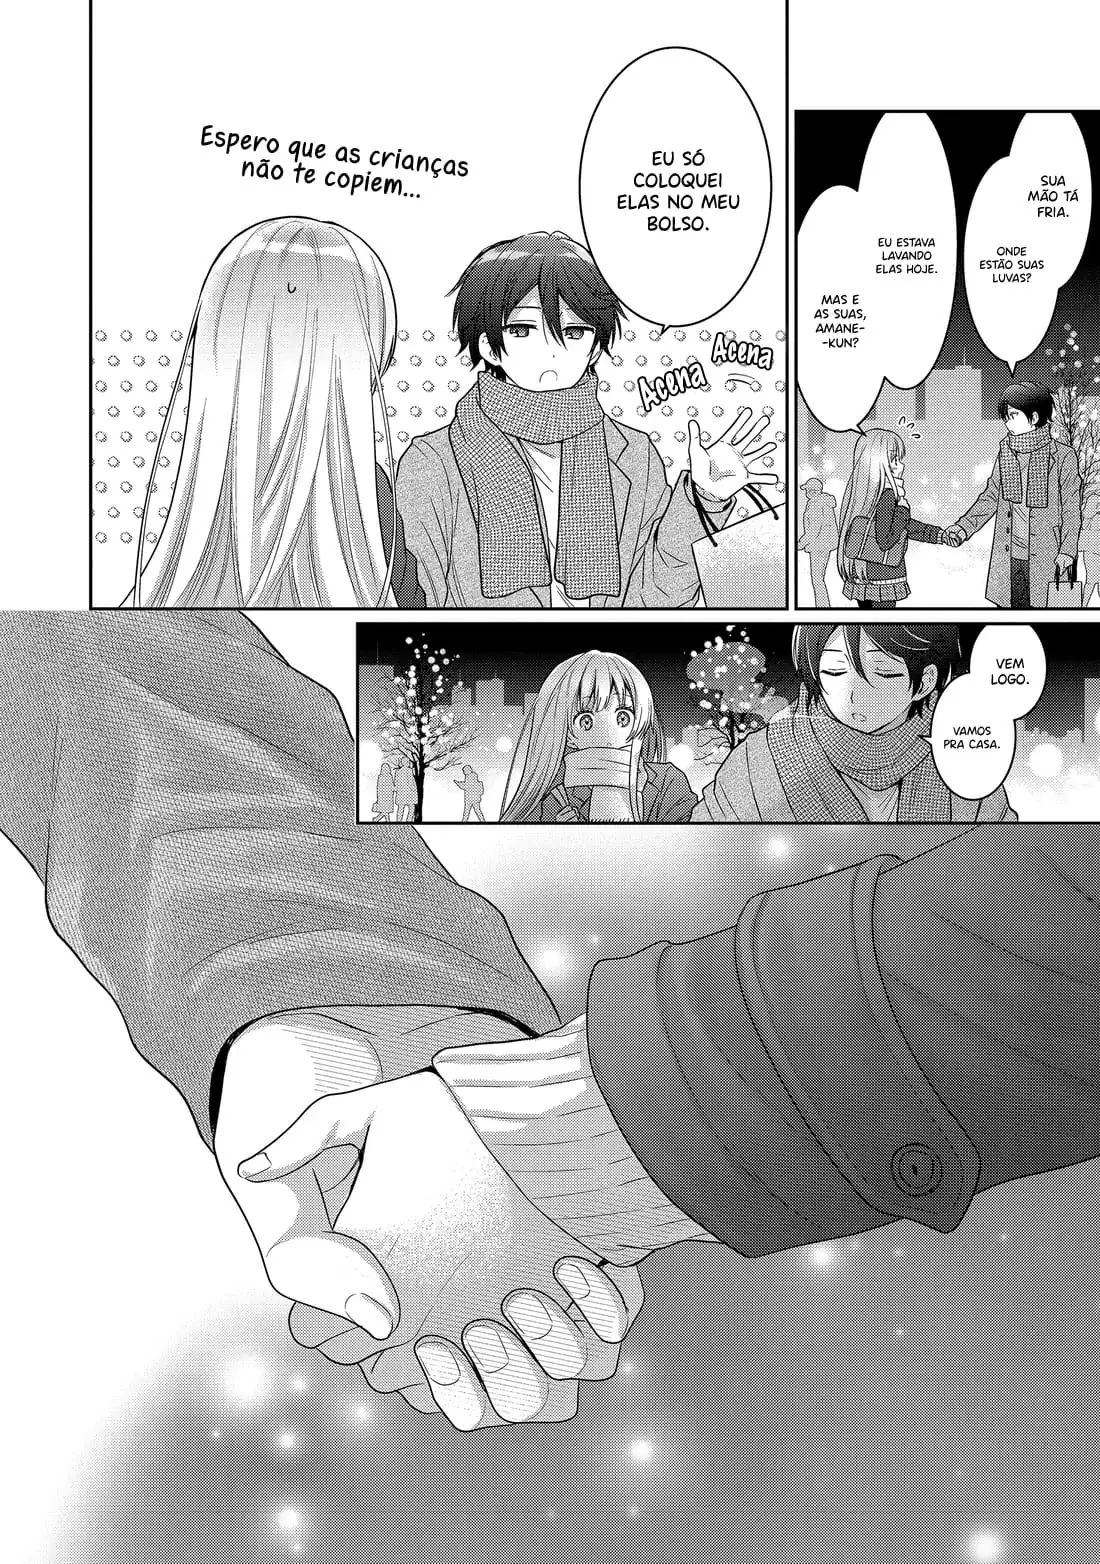 SUA
MÃO TÁ
FRIA.
ONDE
ESTÃO SUAS
LUVAS?
EU ESTAVA
LAVANDO
ELAS HOJE.
MAS E
AS SUAS,
AMANE-
-KUN?
EU SÓ
COLOQUEI
ELAS NO MEU
BOLSO.
Acena
Acena
Espero que as crianças
não te copiem...
VEM
LOGO.
VAMOS
PRA CASA.